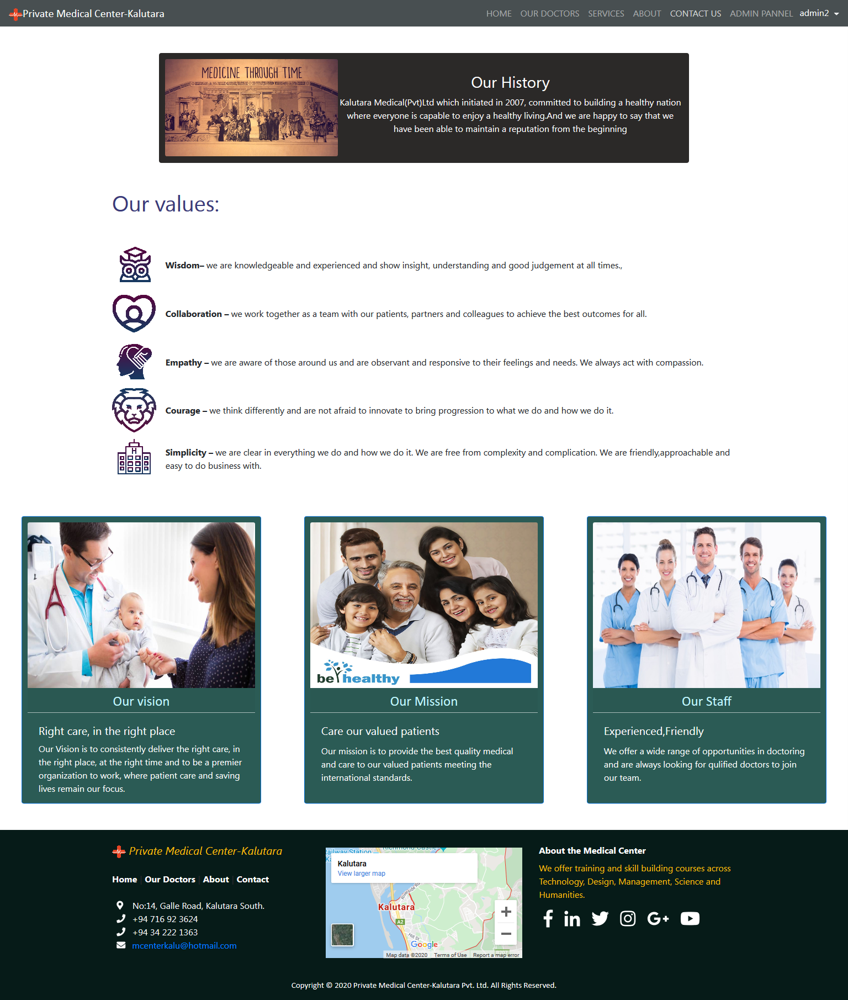 Private Medical Center-Kalutara
HOME OUR DOCTORS SERVICES ABOUT CONTACT US ADMIN PANNEL admin2
MEDICINE THROUGH TIME
Our History
Kalutara Medical(Pvt)Ltd which initiated in 2007, committed to building a healthy nation
where everyone is capable to enjoy a healthy living.And we are happy to say that we
have been able to maintain a reputation from the beginning
Our values:
Wisdom– we are knowledgeable and experienced and show insight, understanding and good judgement at all times.,
Collaboration – we work together as a team with our patients, partners and colleagues to achieve the best outcomes for all.
Empathy – we are aware of those around us and are observant and responsive to their feelings and needs. We always act with compassion.
Courage – we think differently and are not afraid to innovate to bring progression to what we do and how we do it.
H
Simplicity – we are clear in everything we do and how we do it. We are free from complexity and complication. We are friendly,approachable and
easy to do business with.
Our vision
Right care, in the right place
Our Vision is to consistently deliver the right care, in
the right place, at the right time and to be a premier
organization to work, where patient care and saving
lives remain our focus.
be healthy
Our Mission
Care our valued patients
Our mission is to provide the best quality medical
and care to our valued patients meeting the
international standards.
Our Staff
Experienced,Friendly
We offer a wide range of opportunities in doctoring
and are always looking for qulified doctors to join
our team.
Private Medical Center-Kalutara
Home | Our Doctors | About | Contact
No:14, Galle Road, Kalutara South.
+94 716 92 3624
+94 34 222 1363
mcenterkalu@hotmail.com
Richmond Castle
Railway Station
Kalutara
View larger map
Riverside Rd
Kalutara
A2
Hill St
Google
Map data ©2020 Terms of Use Report a map error
About the Medical Center
We offer training and skill building courses across
Technology, Design, Management, Science and
Humanities.
Copyright © 2020 Private Medical Center-Kalutara Pvt. Ltd. All Rights Reserved.